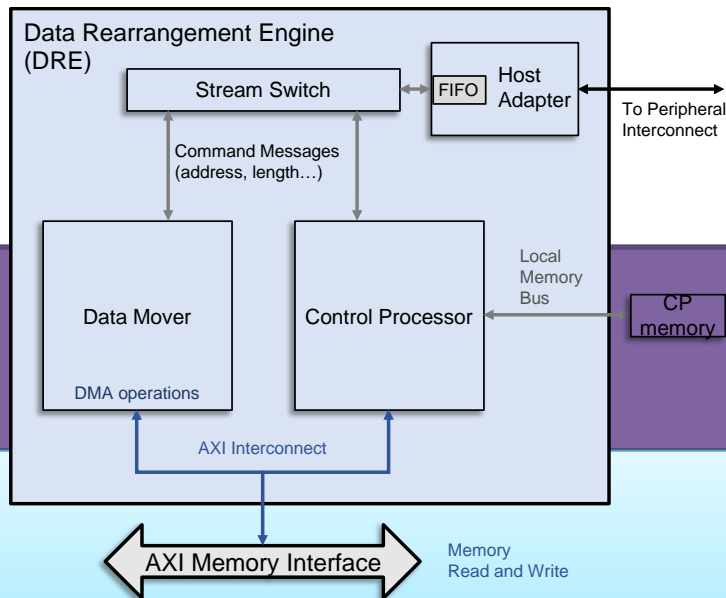 Data Rearrangement Engine
(DRE)
Stream Switch
FIFO
Host
Adapter
To Peripheral
Interconnect
Command Messages
(address, length…)
Data Mover
DMA operations
Control Processor
Local
Memory
Bus
CP
memory
AXI Interconnect
AXI Memory Interface
Memory
Read and Write